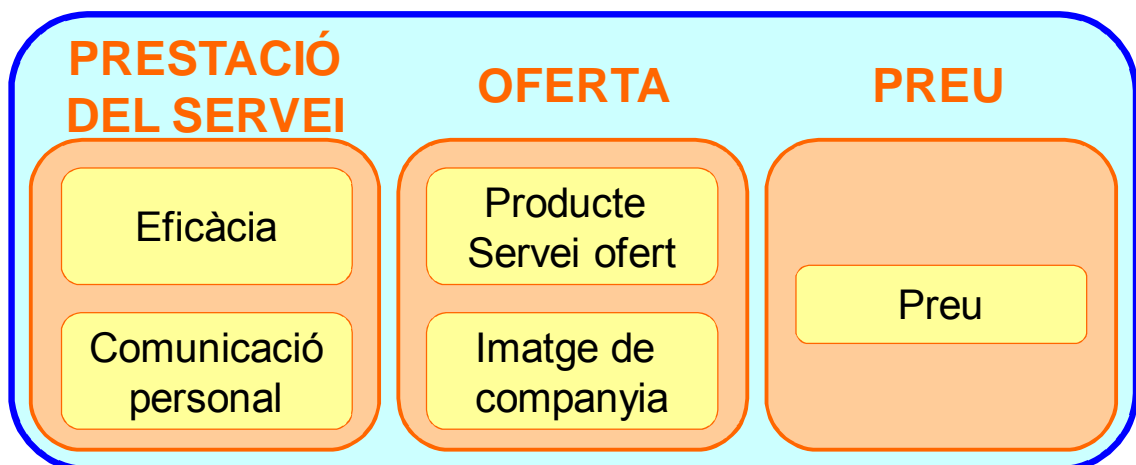 PRESTACIÓ
DEL SERVEI
Eficàcia
Comunicació
personal
OFERTA
Producte
Servei ofert
Imatge de
companyia
PREU
Preu